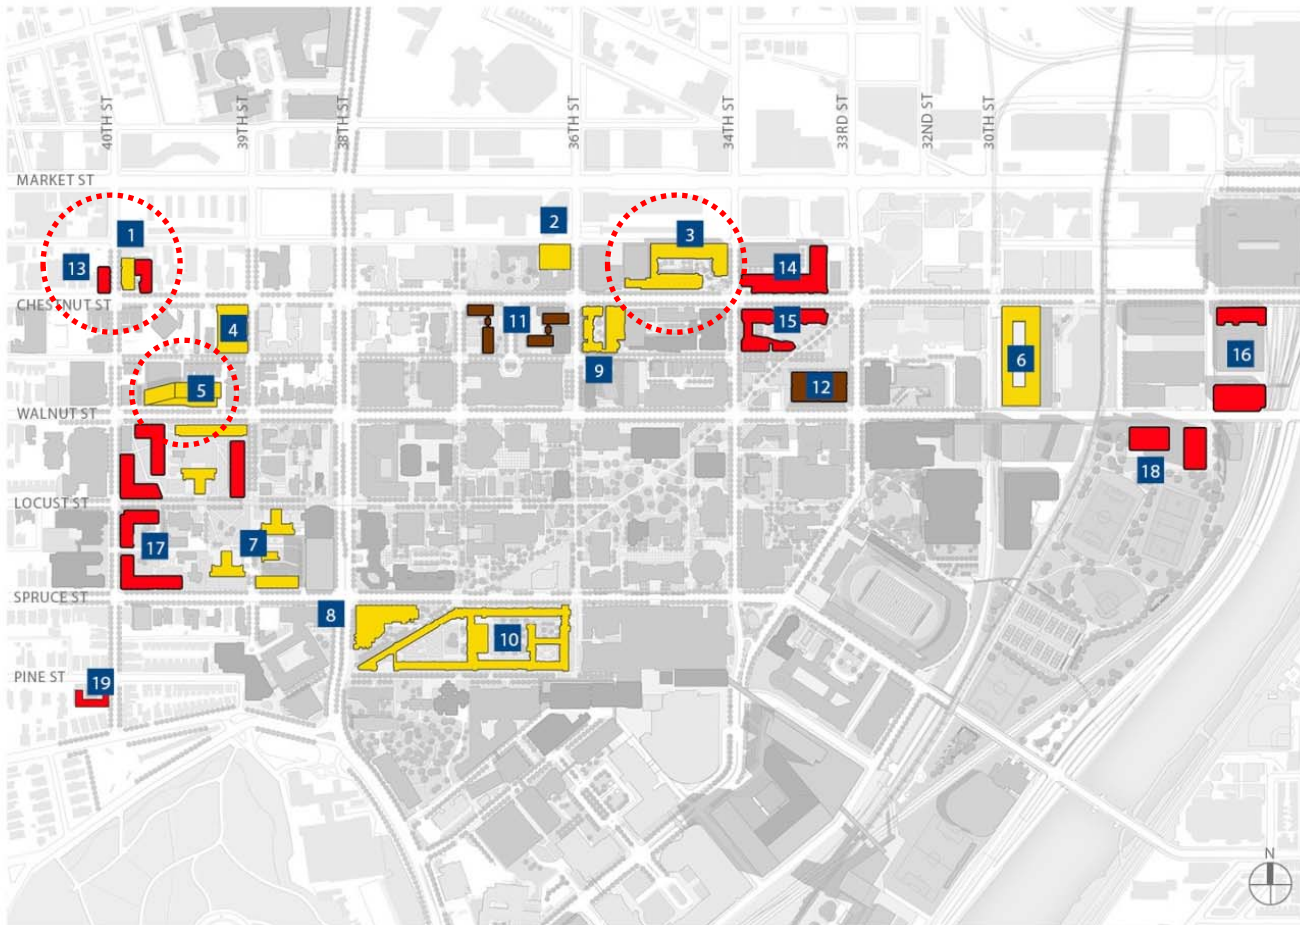 40TH ST
39TH ST
38TH ST
36TH ST
34TH ST
33RD ST
32ND ST
30TH ST
MARKET ST
1
2
3
13
14
CHESTNUT ST
4
11
15
16
9
6
12
5
WALNUT ST
18
LOCUST ST
17
7
SPRUCE ST
8
10
PINE ST
19
N